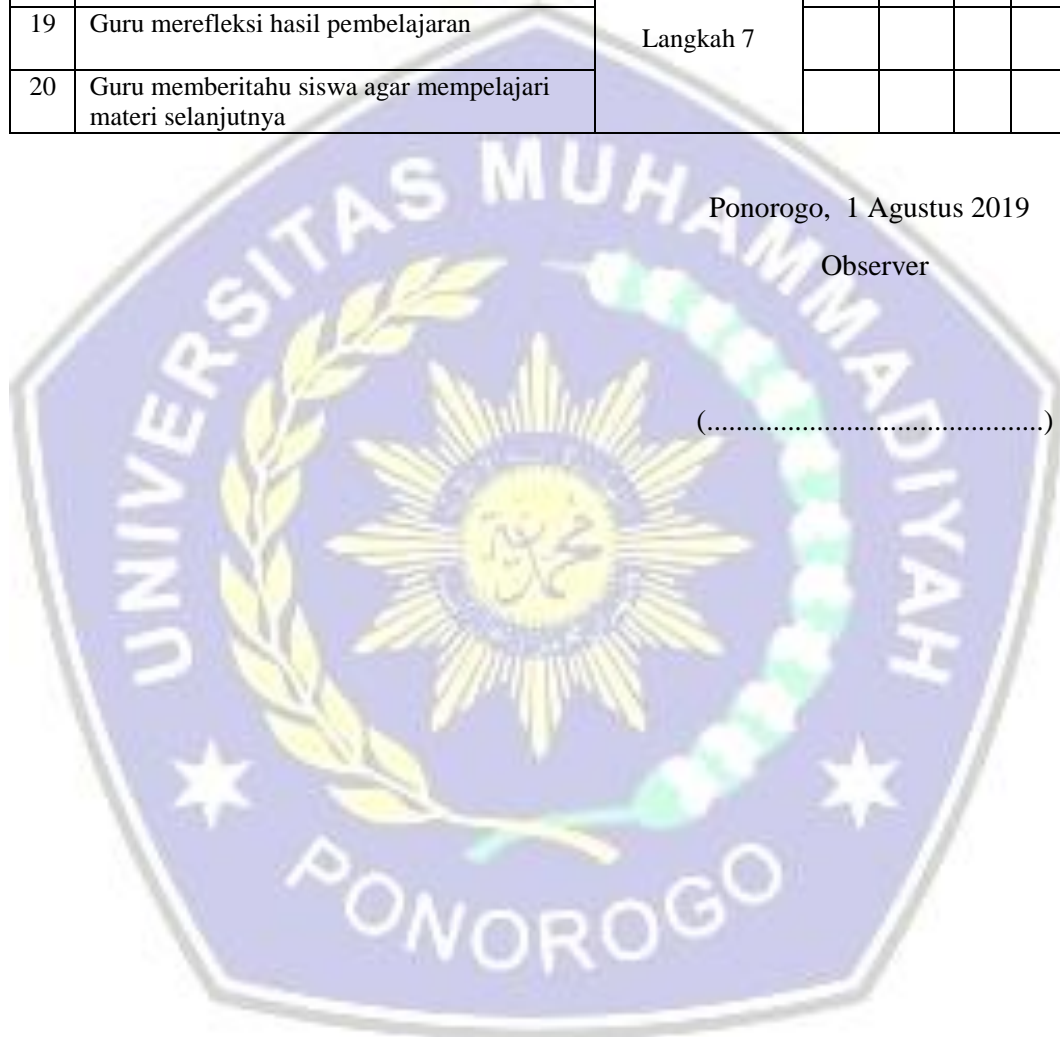 19 Guru merefleksi hasil pembelajaran Langkah 7
20 Guru memberitahu siswa agar mempelajari
materi selanjutnya
Ponorogo, 1 Agustus 2019
Observer
(..............................................)
UNIVERSITAS MUHAMMADIYAH
PONOROGO